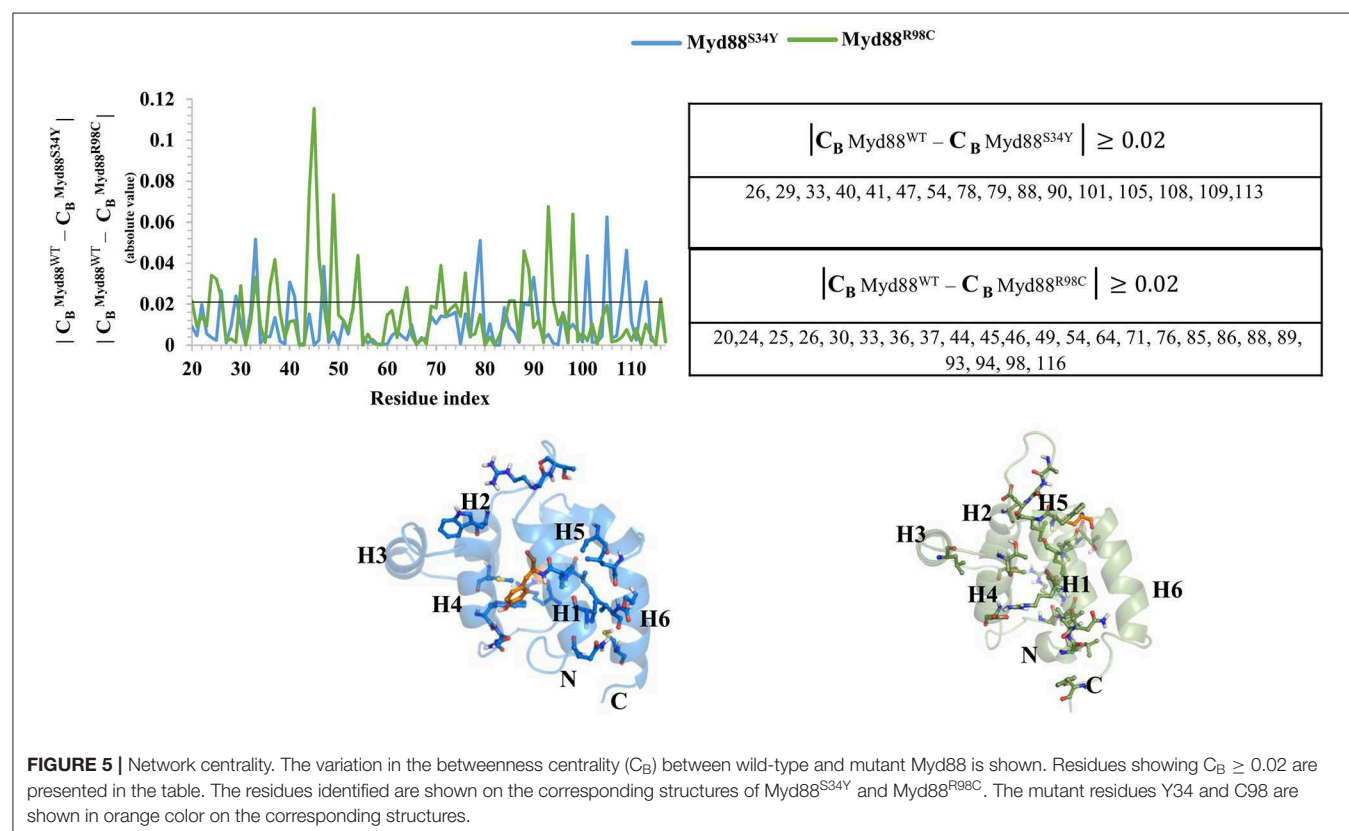 Myd88S34Y Myd88R98C
| CB Myd88WT – CB Myd88S34Y |
| CB Myd88WT – CB Myd88R98C |
(absolute value)
0.12
0.1
0.08
0.06
0.04
0.02
0
20 30 40 50 60 70 80 90 100 110
Residue index
|CB Myd88WT – CB Myd88S34Y | ≥ 0.02
26, 29, 33, 40, 41, 47, 54, 78, 79, 88, 90, 101, 105, 108, 109,113
|CB Myd88WT – CB Myd88R98C | ≥ 0.02
20,24, 25, 26, 30, 33, 36, 37, 44, 45,46, 49, 54, 64, 71, 76, 85, 86, 88, 89,
93, 94, 98, 116
H2
H3
H5
H4
H1
H6
N
C
H2
H5
H3
H4
H1
H6
N
C
FIGURE 5 | Network centrality. The variation in the betweenness centrality (CB) between wild-type and mutant Myd88 is shown. Residues showing CB ≥ 0.02 are
presented in the table. The residues identified are shown on the corresponding structures of Myd88S34Y and Myd88R98C. The mutant residues Y34 and C98 are
shown in orange color on the corresponding structures.